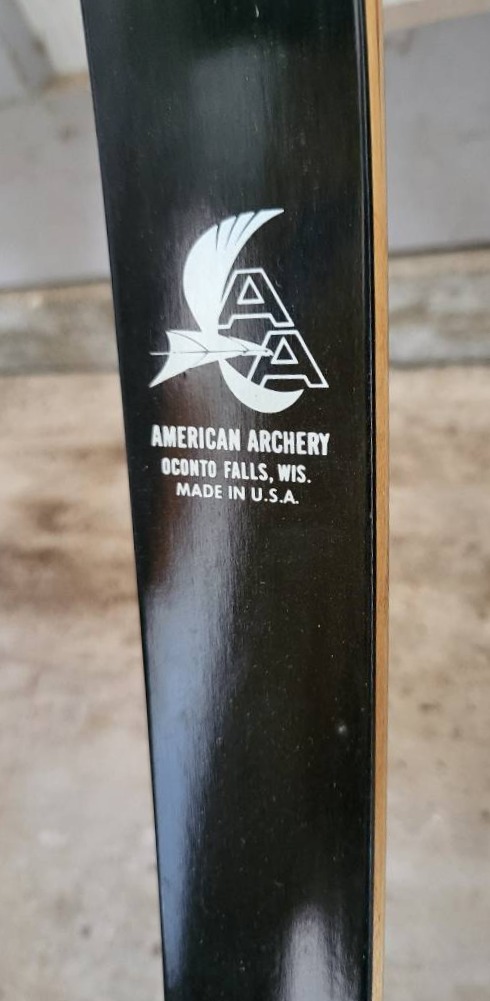 AA
AMERICAN ARCHERY
OCONTO FALLS, WIS.
MADE IN U.S.A.